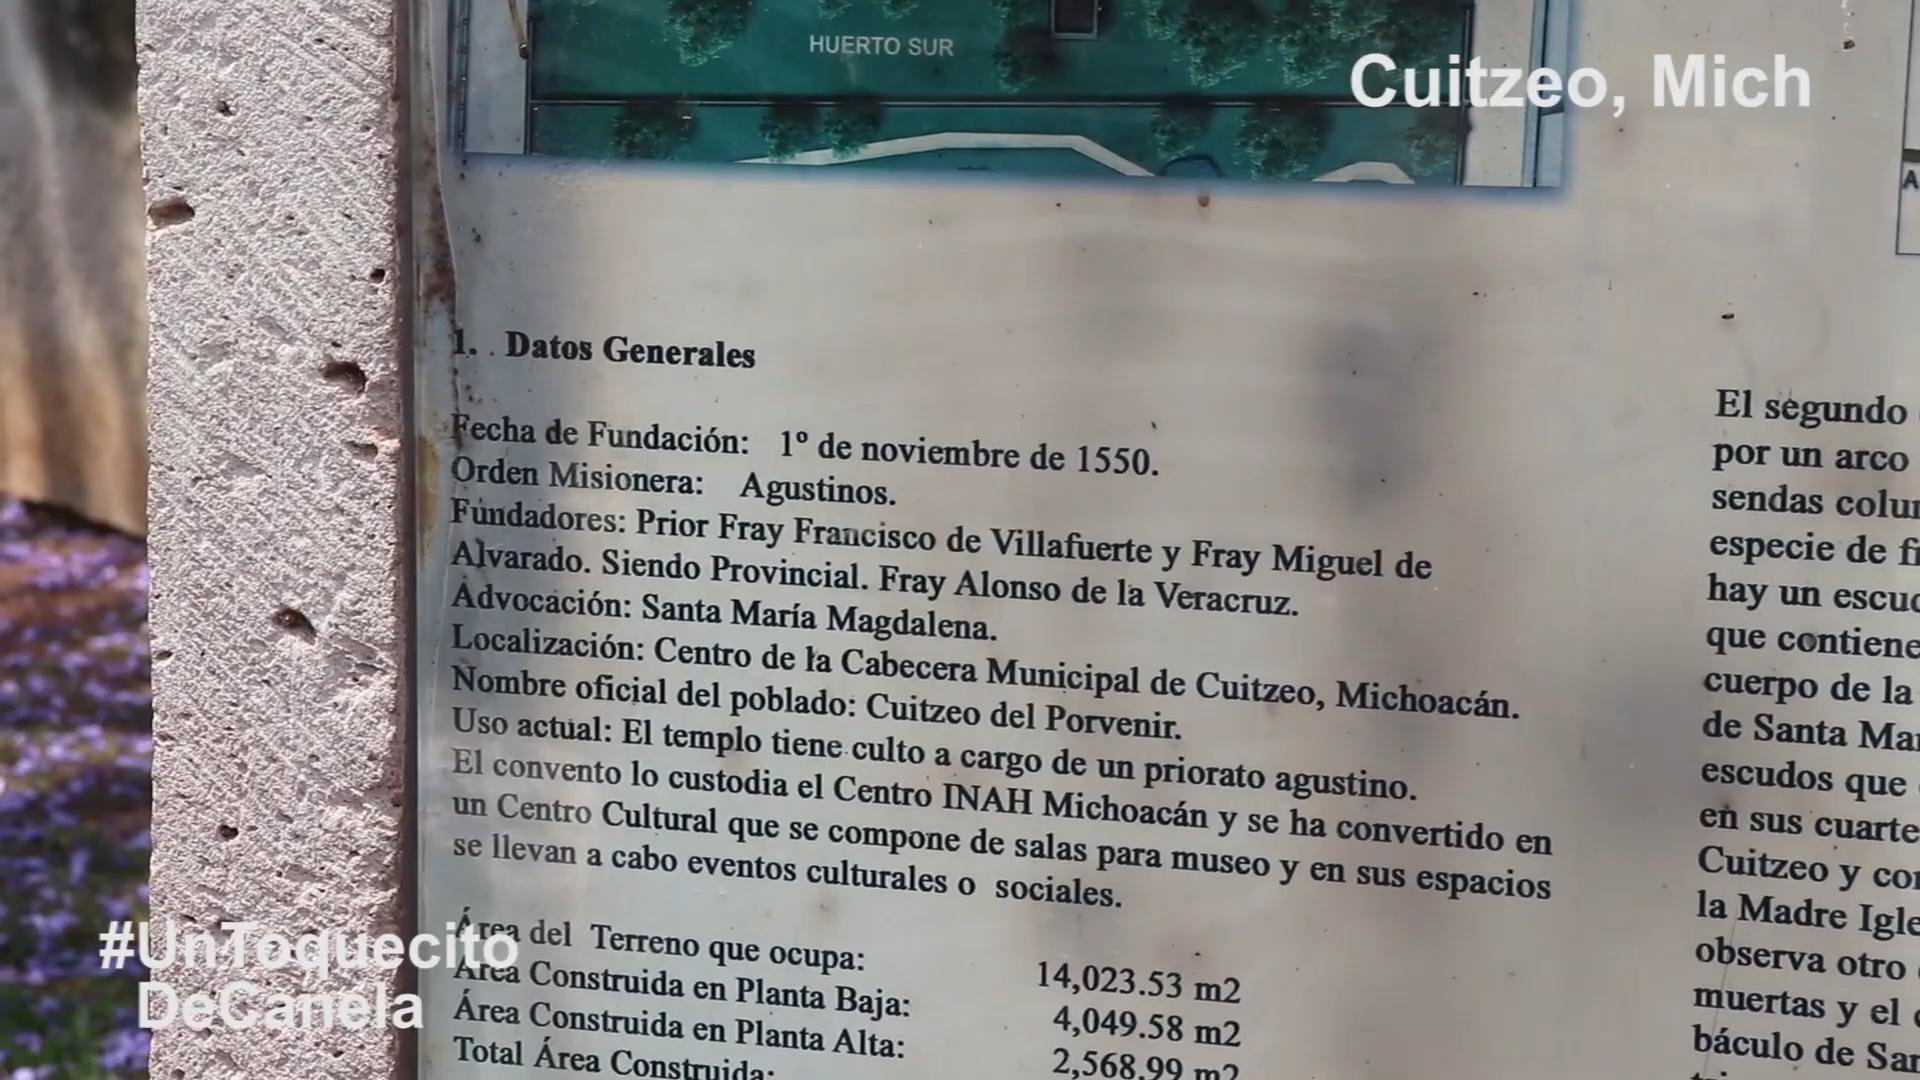 HUERTO SUR
Cuitzeo, Mich
1. Datos Generales
Fecha de Fundación: 1º de noviembre de 1550.
Orden Misionera: Agustinos.
Fundadores: Prior Fray Francisco de Villafuerte y Fray Miguel de
Alvarado. Siendo Provincial. Fray Alonso de la Veracruz.
Advocación: Santa María Magdalena.
Localización: Centro de la Cabecera Municipal de Cuitzeo, Michoacán.
Nombre oficial del poblado: Cuitzeo del Porvenir.
Uso actual: El templo tiene culto a cargo de un priorato agustino.
El convento lo custodia el Centro INAH Michoacán y se ha convertido en
un Centro Cultural que se compone de salas para museo y en sus espacios
se llevan a cabo eventos culturales o sociales.
Área del Terreno que ocupa: 14,023.53 m2
Área Construida en Planta Baja: 4,049.58 m2
Área Construida en Planta Alta: 2,568.99 m2
Total Área Construida:
El segundo
por un arco
sendas
especie de
hay un
que contiene
cuerpo de la
de Santa
escudos que
en sus
Cuitzeo y
la Madre
observa otro
muertas y el
báculo de
#UnToquecito
DeCanela